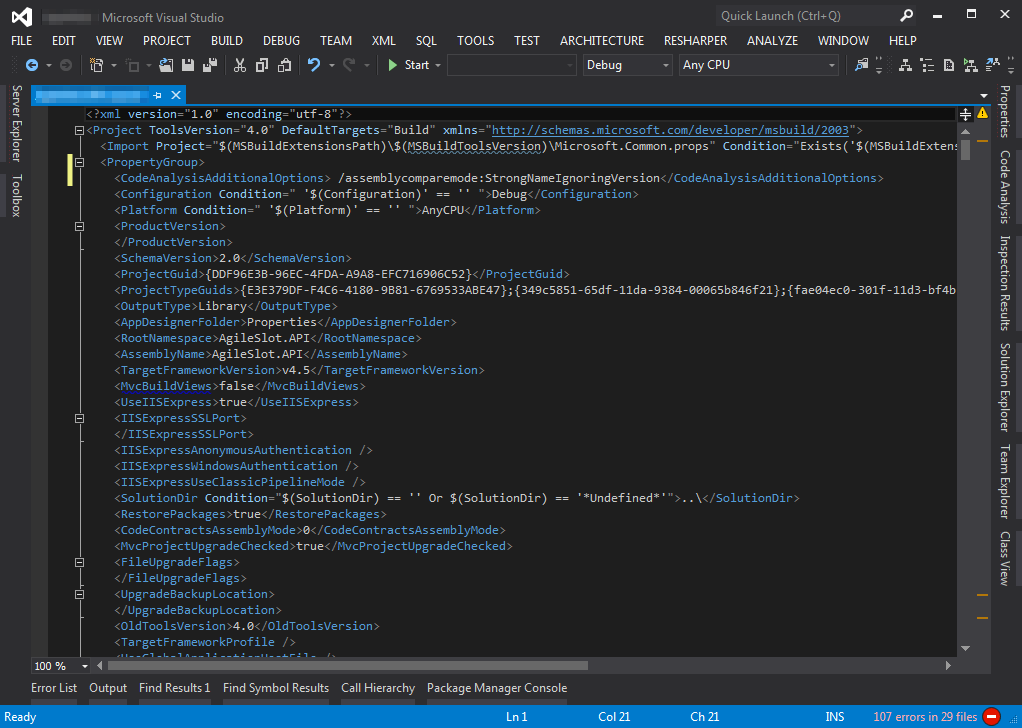 Microsoft Visual Studio
Quick Launch (Ctrl+Q)
FILE EDIT VIEW PROJECT BUILD DEBUG TEAM XML SQL TOOLS TEST ARCHITECTURE RESHARPER ANALYZE WINDOW HELP
Start Debug Any CPU
Server Explorer
Toolbox
<?xml version="1.0" encoding="utf-8"?>
<Project ToolsVersion="4.0" DefaultTargets="Build" xmlns="http://schemas.microsoft.com/developer/msbuild/2003">
<Import Project="$(MSBuildExtensionsPath)\$(MSBuildToolsVersion)\Microsoft.Common.props" Condition="Exists('$(MSBuildExtens
<PropertyGroup>
<CodeAnalysisAdditionalOptions> /assemblycomparemode:StrongNameIgnoringVersion</CodeAnalysisAdditionalOptions>
<Configuration Condition=" '$(Configuration)' == '' ">Debug</Configuration>
<Platform Condition=" '$(Platform)' == '' ">AnyCPU</Platform>
<ProductVersion>
</ProductVersion>
<SchemaVersion>2.0</SchemaVersion>
<ProjectGuid>{DDF96E3B-96EC-4FDA-A9A8-EFC716906C52}</ProjectGuid>
<ProjectTypeGuids>{E3E379DF-F4C6-4180-9B81-6769533ABE47};{349c5851-65df-11da-9384-00065b846f21};{fae04ec0-301f-11d3-bf4b
<OutputType>Library</OutputType>
<AppDesignerFolder>Properties</AppDesignerFolder>
<RootNamespace>AgileSlot.API</RootNamespace>
<AssemblyName>AgileSlot.API</AssemblyName>
<TargetFrameworkVersion>v4.5</TargetFrameworkVersion>
<MvcBuildViews>false</MvcBuildViews>
<UseIISExpress>true</UseIISExpress>
<IISExpressSSLPort>
</IISExpressSSLPort>
<IISExpressAnonymousAuthentication />
<IISExpressWindowsAuthentication />
<IISExpressUseClassicPipelineMode />
<SolutionDir Condition="$(SolutionDir) == '' Or $(SolutionDir) == '*Undefined*'">..\</SolutionDir>
<RestorePackages>true</RestorePackages>
<CodeContractsAssemblyMode>0</CodeContractsAssemblyMode>
<MvcProjectUpgradeChecked>true</MvcProjectUpgradeChecked>
<FileUpgradeFlags>
</FileUpgradeFlags>
<UpgradeBackupLocation>
</UpgradeBackupLocation>
<OldToolsVersion>4.0</OldToolsVersion>
<TargetFrameworkProfile />
<UseGlobalApplicationHostFile />
Properties
Code Analysis
Inspection Results
Solution Explorer
Team Explorer
Class View
100 %
Error List Output Find Results 1 Find Symbol Results Call Hierarchy Package Manager Console
Ready Ln 1 Col 21 Ch 21 INS 107 errors in 29 files